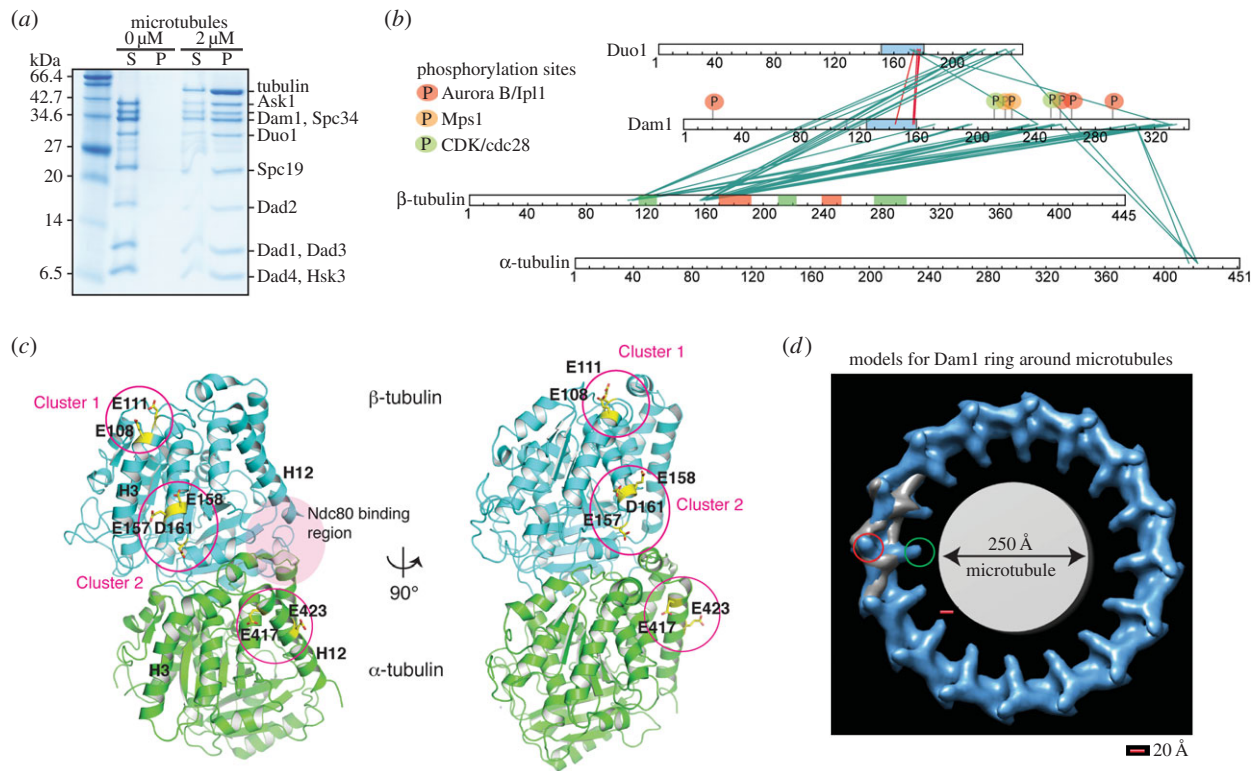 (a)
microtubules
0 µM 2 µM
kDa S P S P
66.4
42.7
34.6
27
20
16
14
6.5
tubulin
Ask1
Dam1, Spc34
Duo1
Spc19
Dad2
Dad1, Dad3
Dad4, Hsk3
(b)
phosphorylation sites
P Aurora B/Ipl1
P Mps1
P CDK/cdc28
Duo1
1 40 80 120 160 200
P P P P P P P P
Dam1
1 40 80 120 160 200 240 280 320
β-tubulin
1 40 80 120 160 200 240 280 320 360 400 445
α-tubulin
1 40 80 120 160 200 240 280 320 360 400 451
(c)
Cluster 1
E111
E108
H3
H12
E158
E157 D161
Cluster 2
Ndc80 binding
region
E423
E417
H12
H3
β-tubulin
90°
α-tubulin
Cluster 1
E111
E108
E158
D161
Cluster 2
E157
E423
E417
(d)
models for Dam1 ring around microtubules
250 Å
microtubule
20 Å